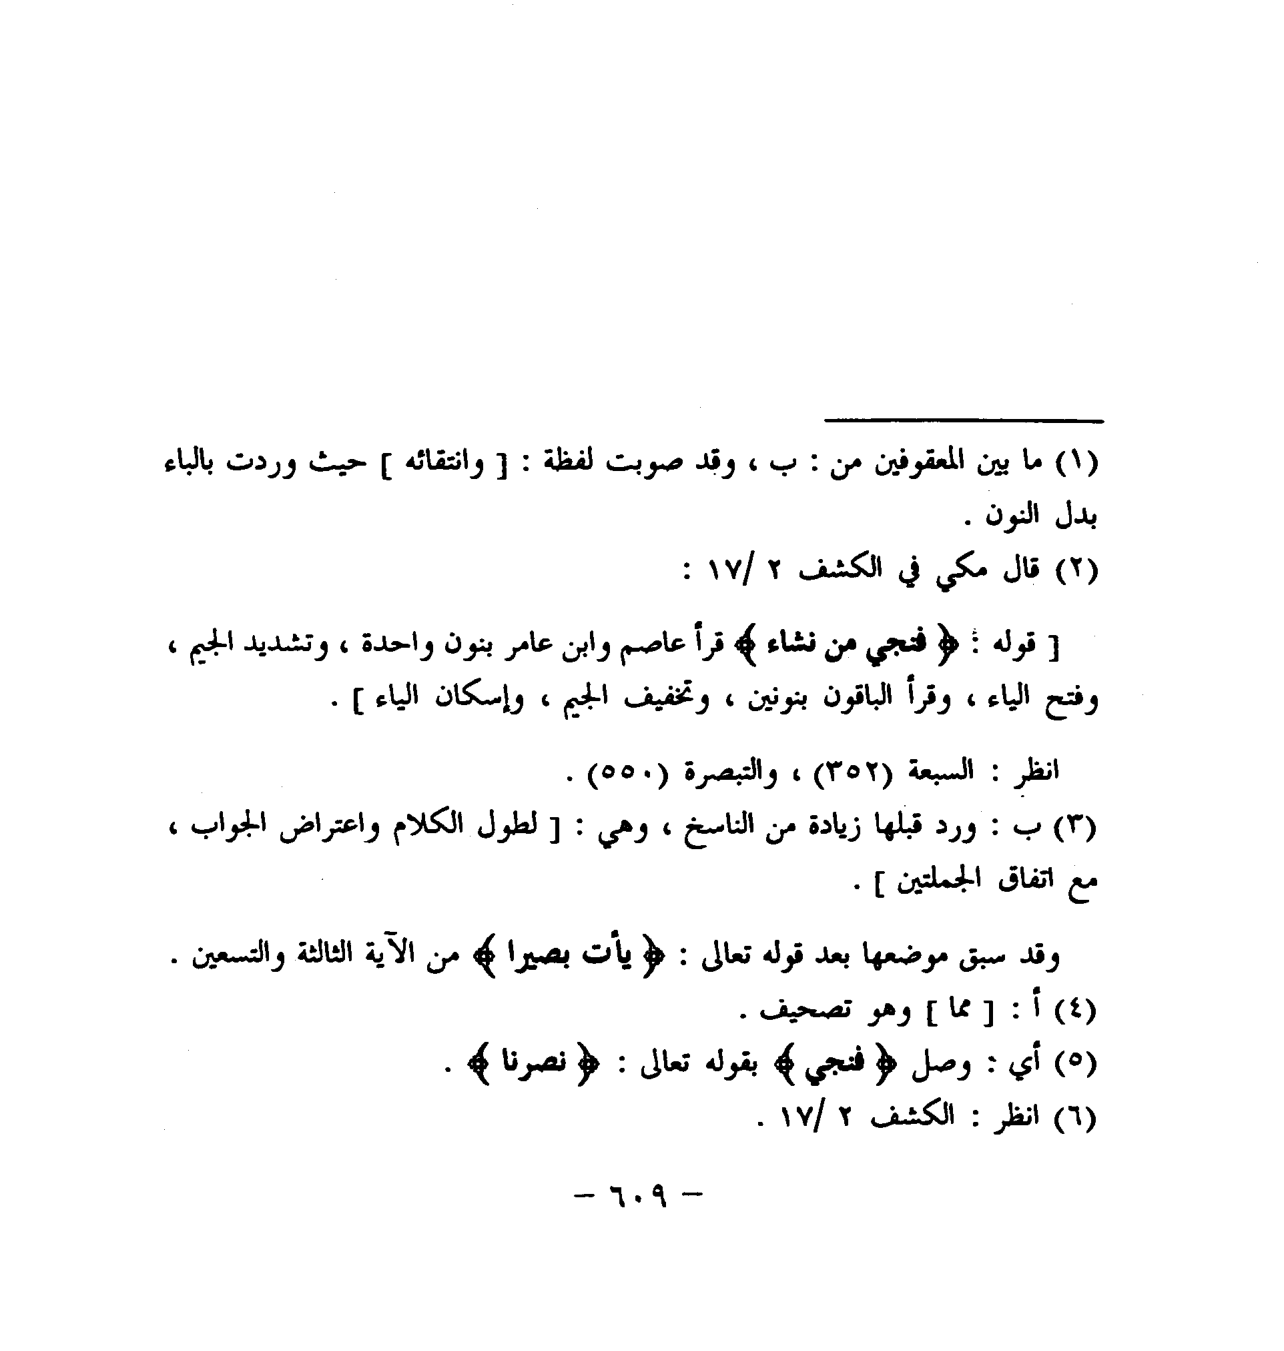 (١) ما بين المعقوفين من : ب ، وقد صوبت لفظة : [ وانتقائه ] حيث وردت بالباء
بدل النون .
(٢) قال مكي في الكشف ٢ /١٧ :
[ قوله : ﴿ فنجي من نشاء ﴾ قرأ عاصم وابن عامر بنون واحدة ، وتشديد الجيم ،
وفتح الياء ، وقرأ الباقون بنونين ، وتخفيف الجيم ، وإسكان الياء ] .
انظر : السبعة (٣٥٢) ، والتبصرة (٥٥٠) .
(٣) ب : ورد قبلها زيادة من الناسخ ، وهي : [ لطول الكلام واعتراض الجواب ،
مع اتفاق الجملتين ] .
وقد سبق موضعها بعد قوله تعالى : ﴿ يأت بصيرا ﴾ من الآية الثالثة والتسعين .
(٤) أ : [ مما ] وهو تصحيف .
(٥) أي : وصل ﴿ فنجي ﴾ بقوله تعالى : ﴿ نصرنا ﴾ .
(٦) انظر : الكشف ٢ /١٧ .
– ٦٠٩ –